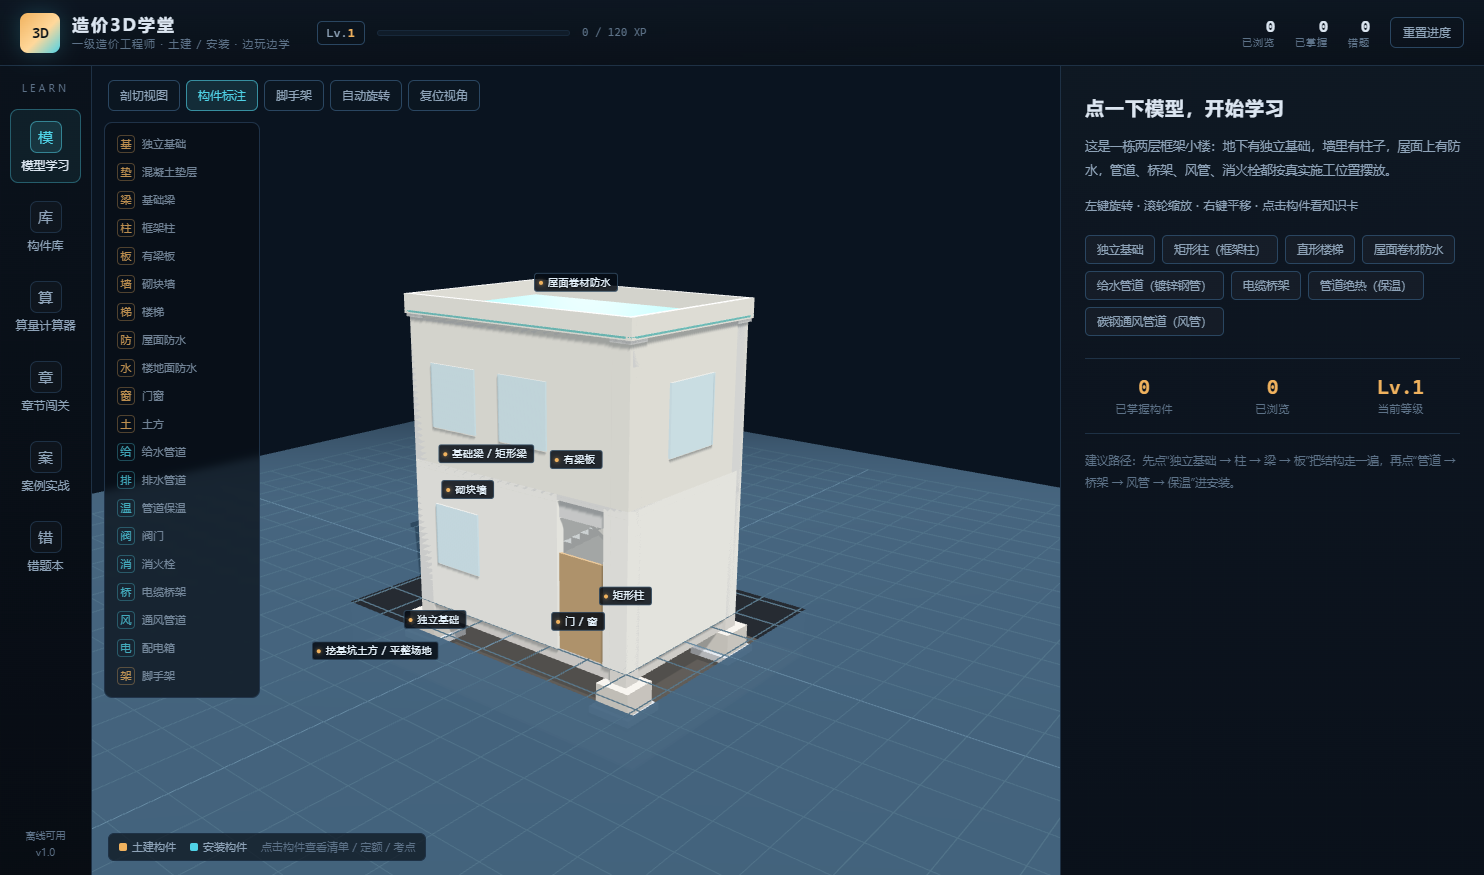 3D
造价3D学堂
一级造价工程师 · 土建 / 安装 · 边玩边学
Lv.1
0 / 120 XP
0
已浏览
0
已掌握
0
错题
重置进度
LEARN
模
模型学习
库
构件库
算
算量计算器
章
章节闯关
案
案例实战
错
错题本
离线可用
v1.0
剖切视图
构件标注
脚手架
自动旋转
复位视角
基 独立基础
垫 混凝土垫层
梁 基础梁
柱 框架柱
板 有梁板
墙 砌块墙
梯 楼梯
防 屋面防水
水 楼地面防水
窗 门窗
土 土方
给 给水管道
排 排水管道
温 管道保温
阀 阀门
消 消火栓
桥 电缆桥架
风 通风管道
电 配电箱
架 脚手架
屋面卷材防水
基础梁 / 矩形梁
有梁板
砌块墙
矩形柱
独立基础
门 / 窗
挖基坑土方 / 平整场地
土建构件
安装构件
点击构件查看清单 / 定额 / 考点
点一下模型，开始学习
这是一栋两层框架小楼：地下有独立基础，墙里有柱子，屋面上有防
水，管道、桥架、风管、消火栓都按真实施工位置摆放。
左键旋转 · 滚轮缩放 · 右键平移 · 点击构件看知识卡
独立基础
矩形柱（框架柱）
直形楼梯
屋面卷材防水
给水管道（镀锌钢管）
电缆桥架
管道绝热（保温）
碳钢通风管道（风管）
0
已掌握构件
0
已浏览
Lv.1
当前等级
建议路径：先点“独立基础 → 柱 → 梁 → 板”把结构走一遍，再点“管道 →
桥架 → 风管 → 保温”进安装。